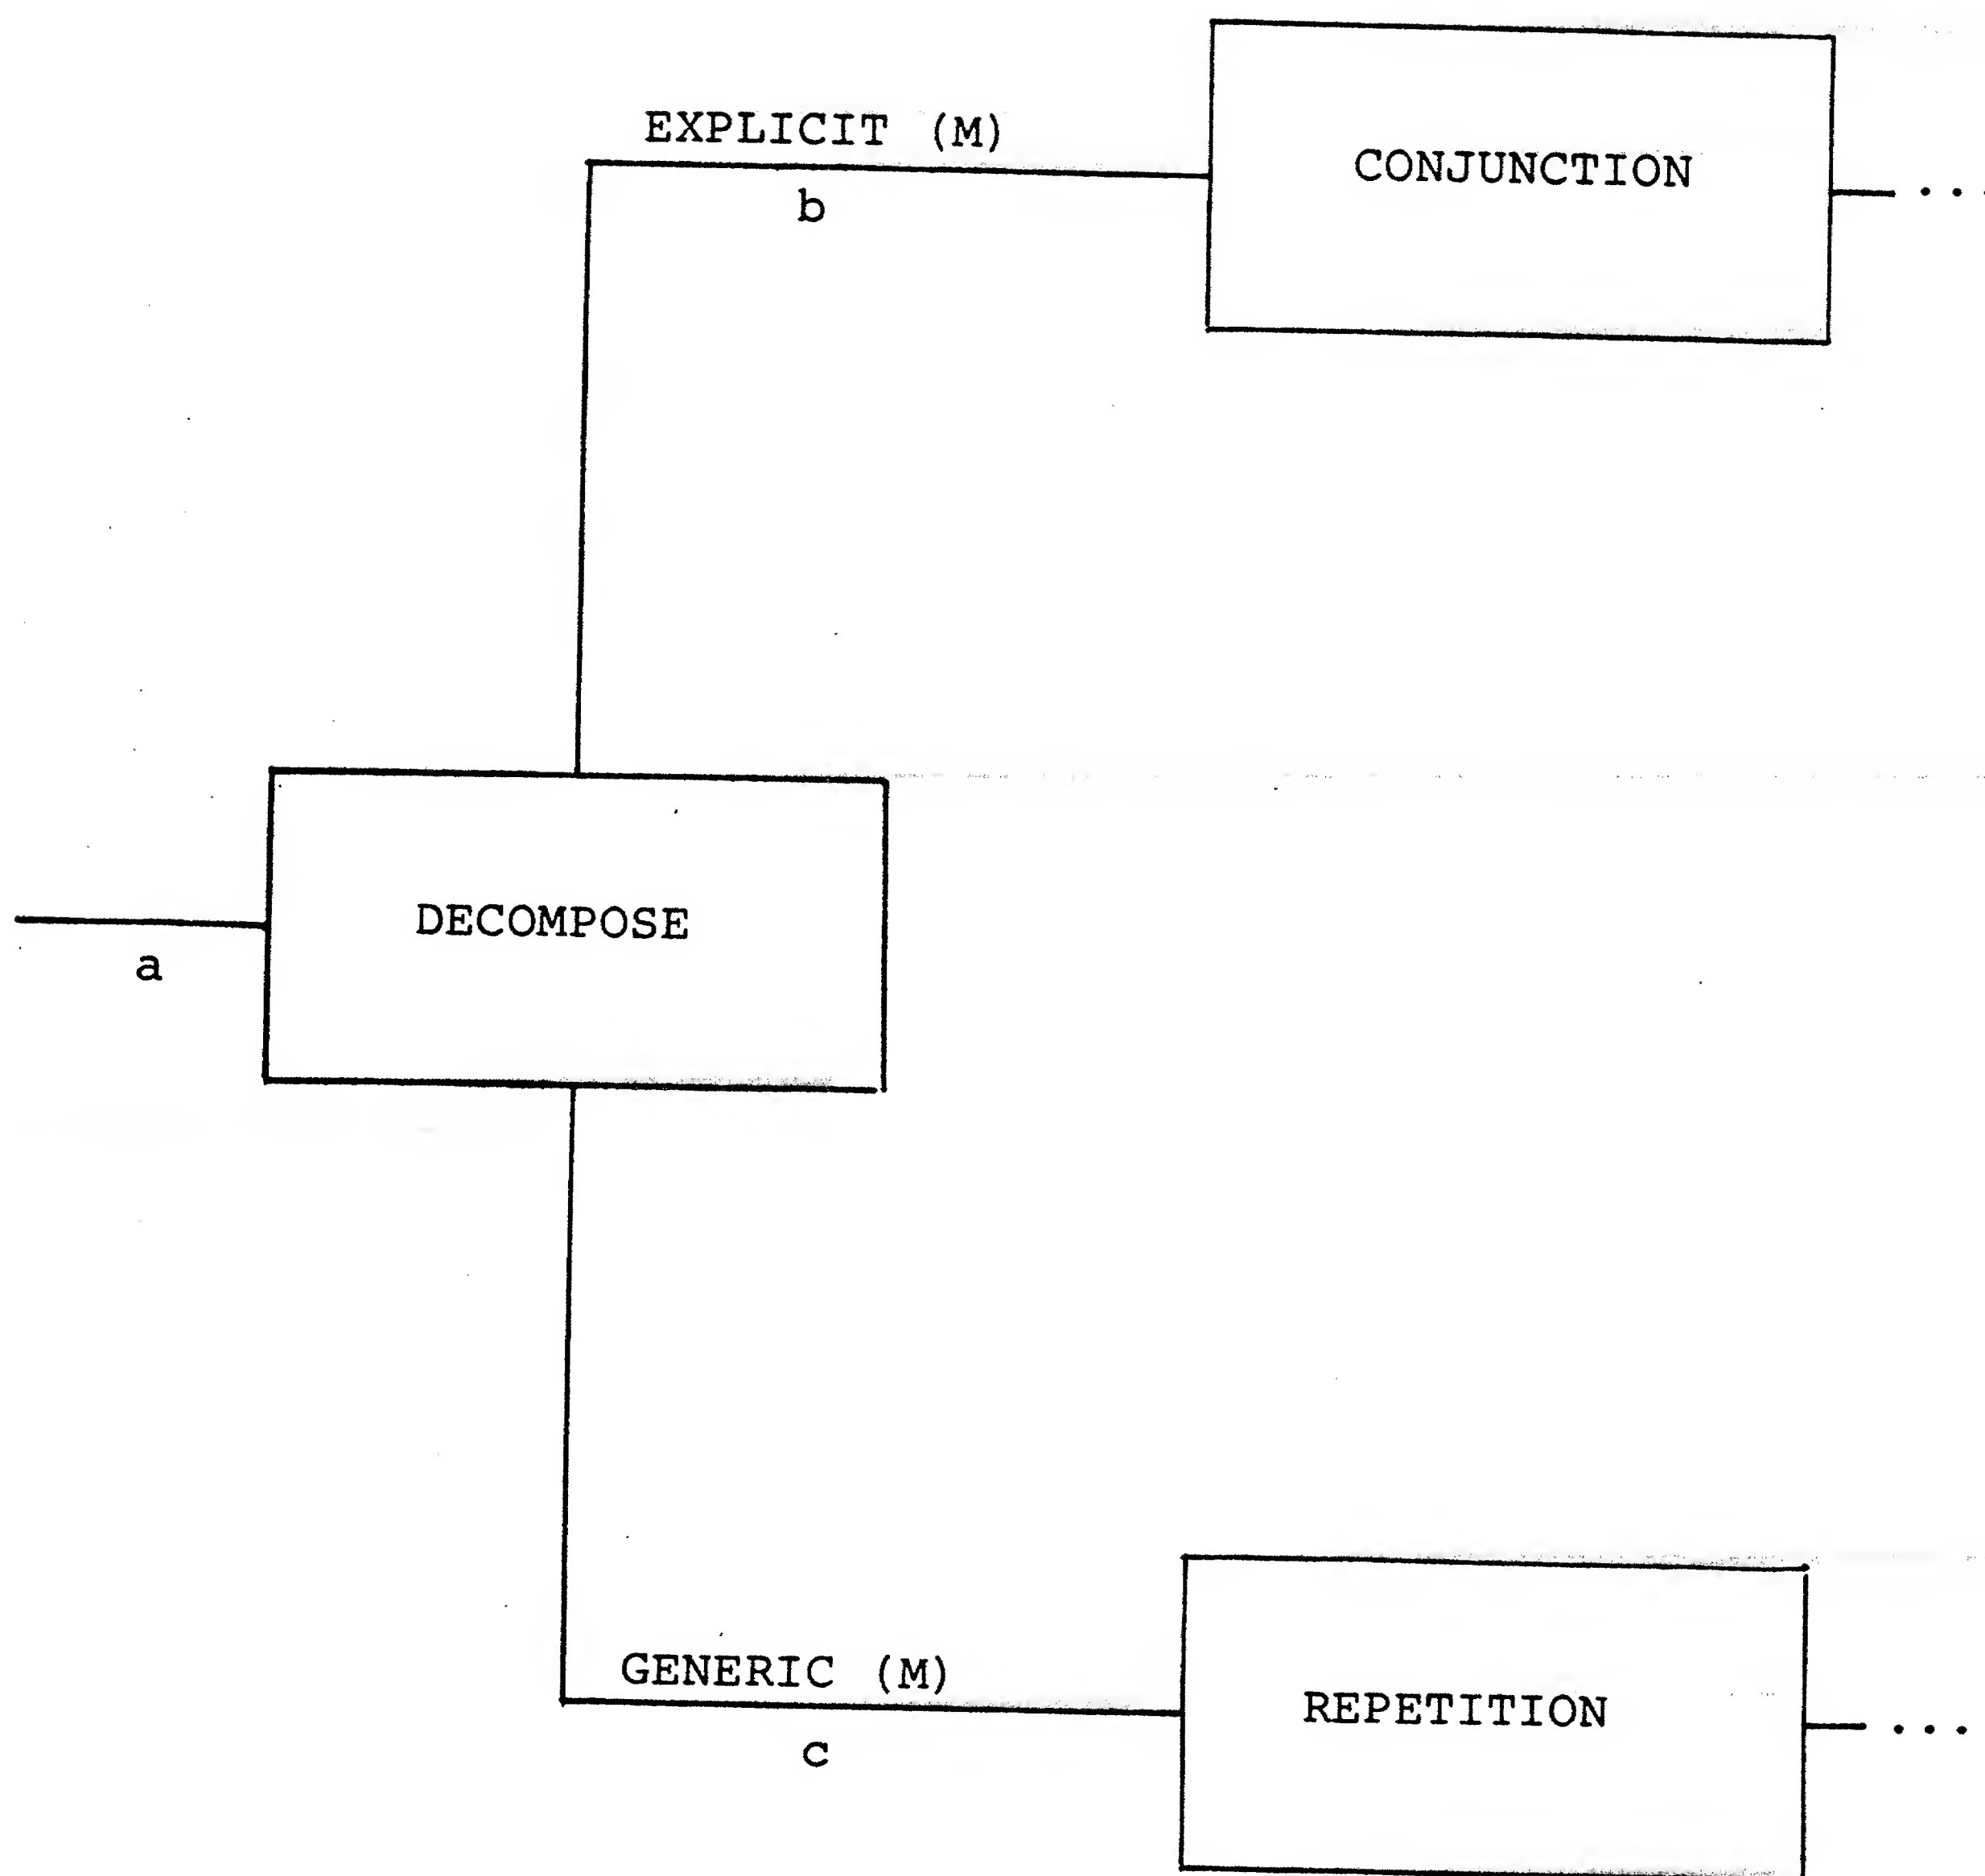 EXPLICIT (M)
b
CONJUNCTION
...
DECOMPOSE
a
GENERIC (M)
c
REPETITION
...